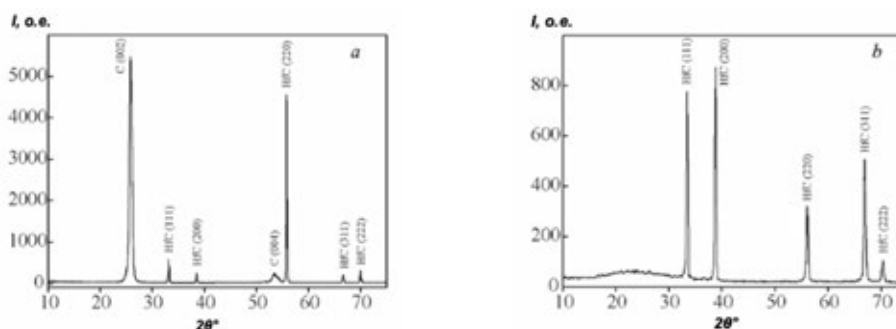 I, o.e.
a
5000
4000
3000
2000
1000
0
10 20 30 40 50 60 70
2θ°
C (002)
HfC (111)
HfC (200)
C (004)
HfC (220)
HfC (311)
HfC (222)
I, o.e.
b
800
600
400
200
0
10 20 30 40 50 60 70
2θ°
HfC (111)
HfC (200)
HfC (220)
HfC (311)
HfC (222)